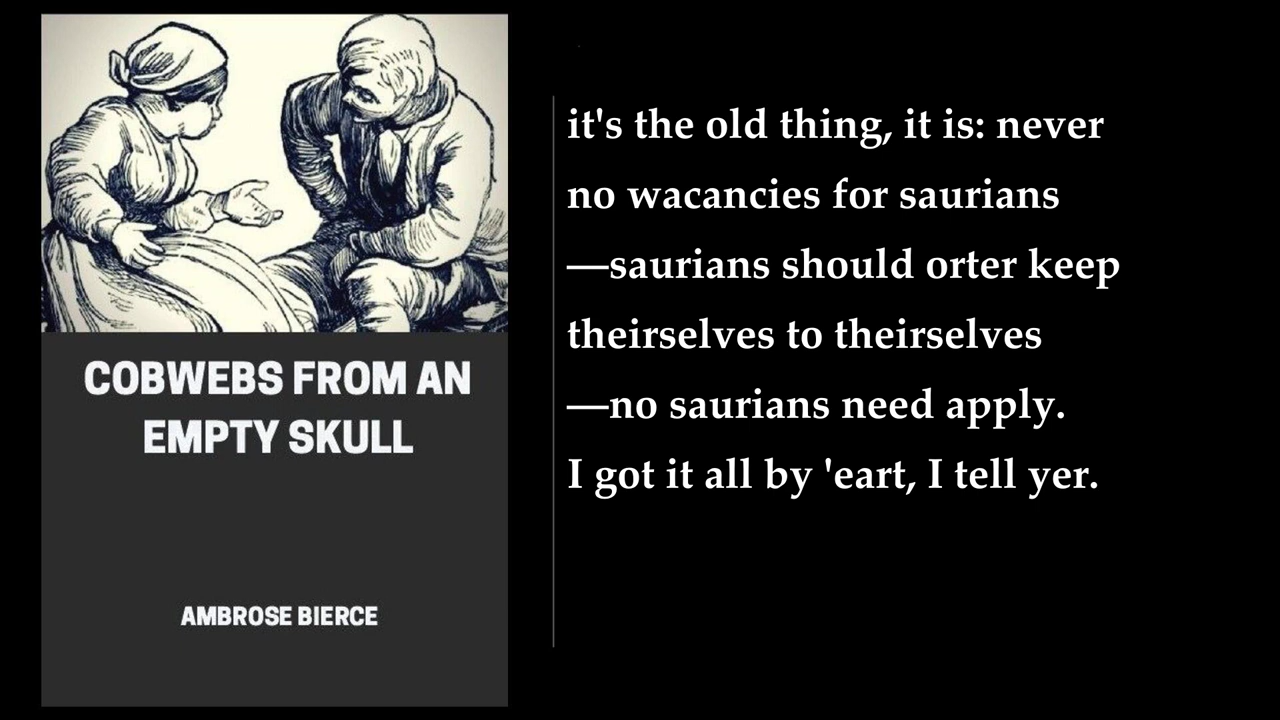 COBWEBS FROM AN
EMPTY SKULL
AMBROSE BIERCE
it's the old thing, it is: never
no wacancies for saurians
—saurians should orter keep
theirselves to theirselves
—no saurians need apply.
I got it all by 'eart, I tell yer.